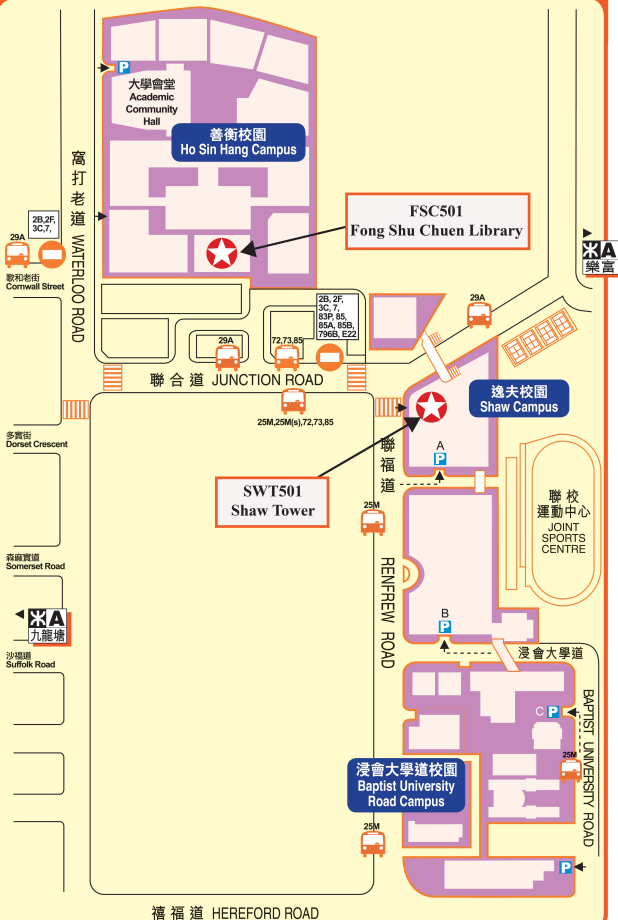 P
大學會堂
Academic
Community
Hall
善衡校園
Ho Sin Hang Campus
窩打老道 WATERLOO ROAD
2B,2F,
3C,7,
29A
歌和老街
Cornwall Street
FSC501
Fong Shu Chuen Library
A
樂富
2B, 2F,
3C, 7,
83P, 85,
85A, 85B,
796B, E22
29A
29A
72,73,85
聯合道 JUNCTION ROAD
25M,25M(s),72,73,85
逸夫校園
Shaw Campus
多實街
Dorset Crescent
A
P
聯福道
RENFREW ROAD
SWT501
Shaw Tower
25M
聯校
運動中心
JOINT
SPORTS
CENTRE
森麻實道
Somerset Road
A
九龍塘
B
P
沙福道
Suffolk Road
浸會大學道
BAPTIST UNIVERSITY ROAD
C P
25M
浸會大學道校園
Baptist University
Road Campus
25M
P
禧福道 HEREFORD ROAD